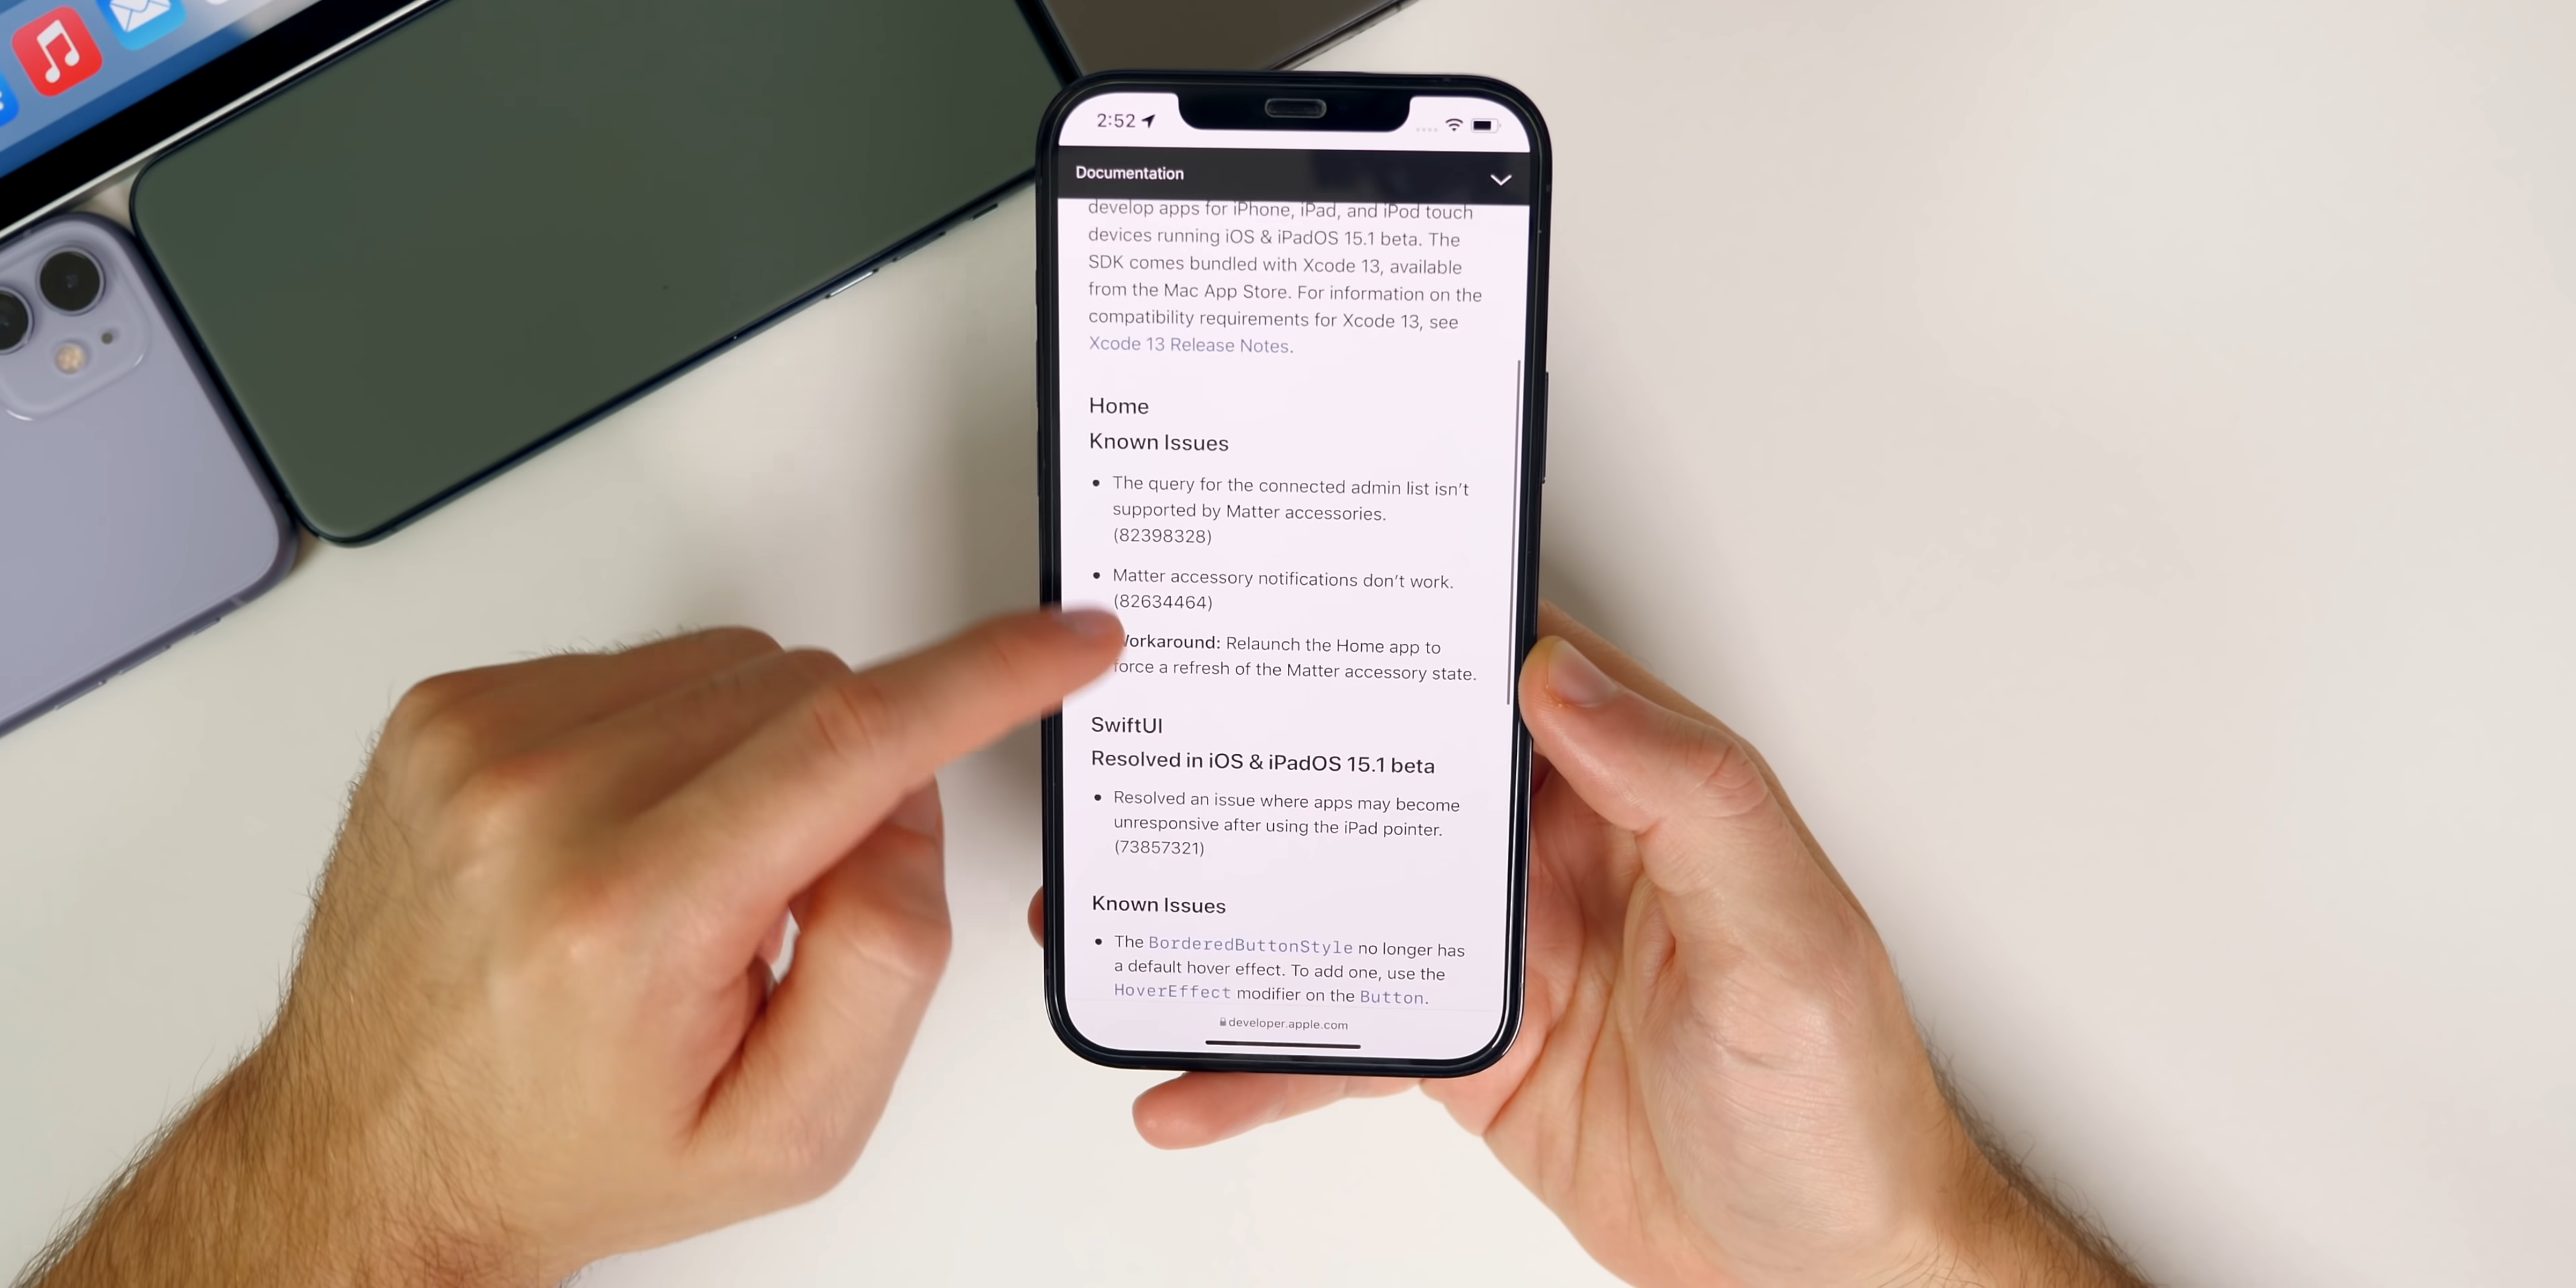 2:52
Documentation
develop apps for iPhone, iPad, and iPod touch
devices running iOS & iPadOS 15.1 beta. The
SDK comes bundled with Xcode 13, available
from the Mac App Store. For information on the
compatibility requirements for Xcode 13, see
Xcode 13 Release Notes.
Home
Known Issues
• The query for the connected admin list isn't
supported by Matter accessories.
(82398328)
• Matter accessory notifications don't work.
(82634464)
Workaround: Relaunch the Home app to
force a refresh of the Matter accessory state.
SwiftUI
Resolved in iOS & iPadOS 15.1 beta
• Resolved an issue where apps may become
unresponsive after using the iPad pointer.
(73857321)
Known Issues
• The BorderedButtonStyle no longer has
a default hover effect. To add one, use the
HoverEffect modifier on the Button.
developer.apple.com